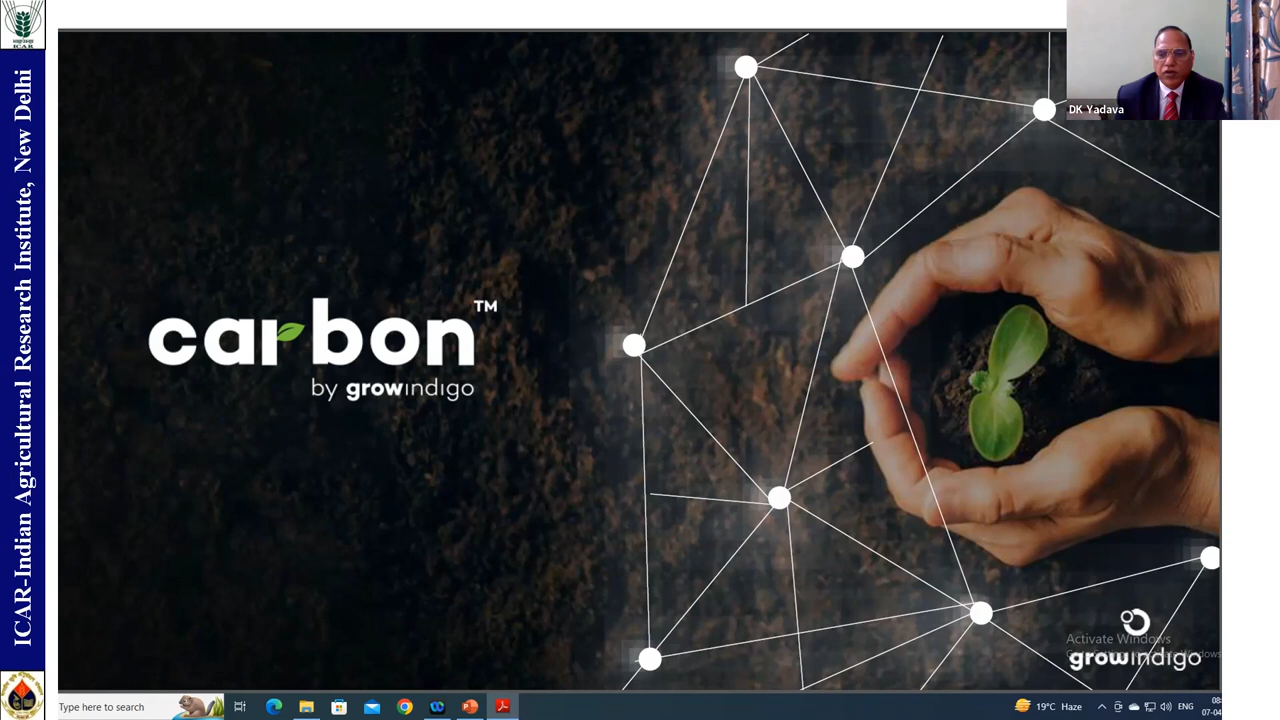 ICAR
ICAR-Indian Agricultural Research Institute, New Delhi
DK Yadava
carbon™
by growindigo
Activate Windows
growindigo
Type here to search
19°C Haze
ENG